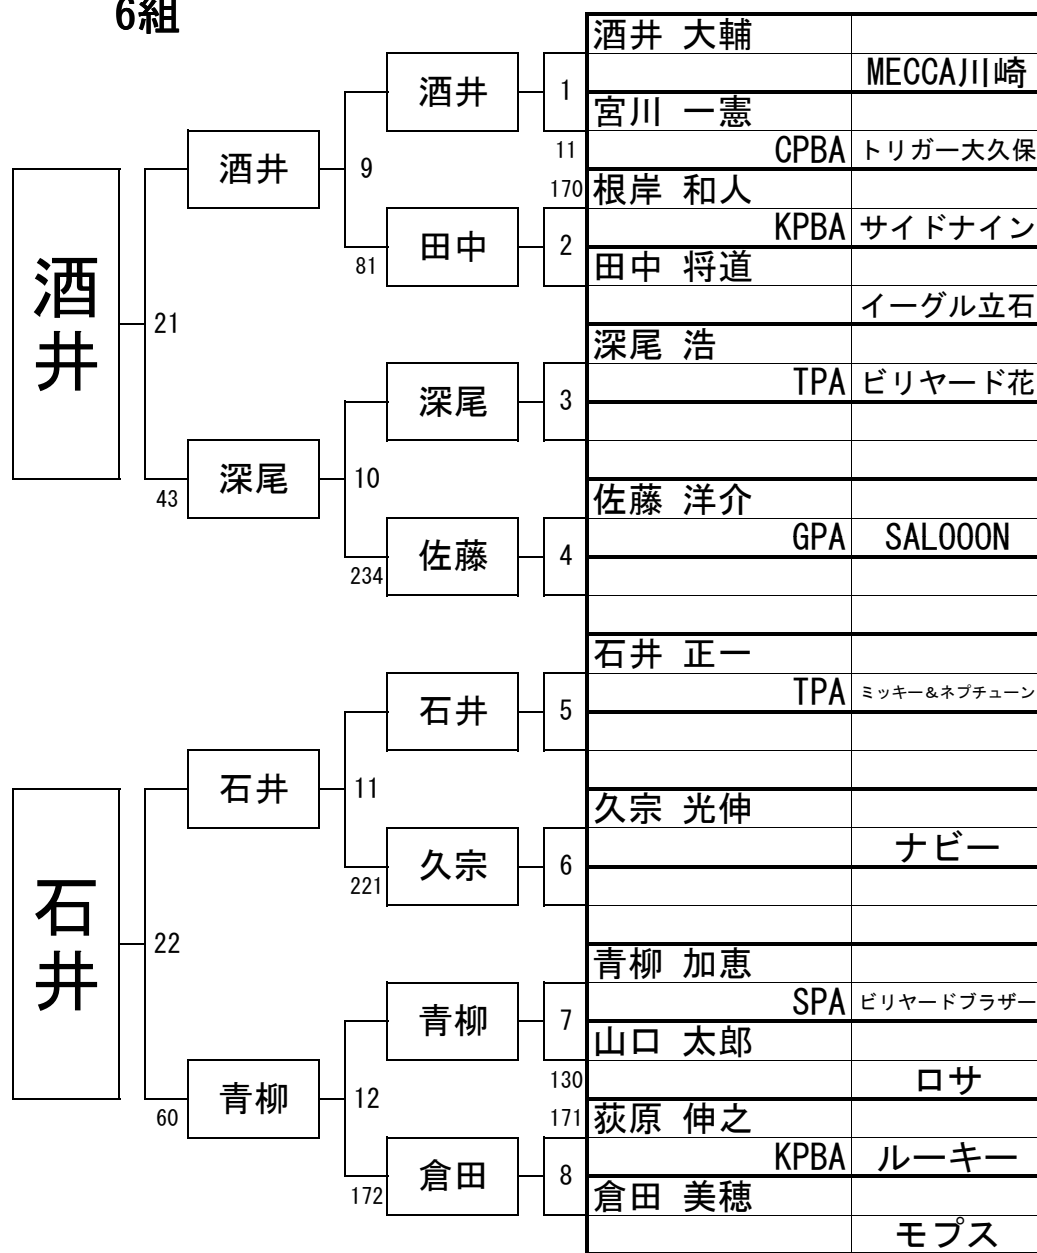 6組
酒井 大輔
酒井
1
MECCA川崎
宮川 一憲
酒井
9
11
CPBA トリガー大久保
170
根岸 和人
KPBA サイドナイン
田中
2
81
田中 将道
イーグル立石
酒井
21
深尾 浩
TPA ビリヤード花
深尾
3
深尾
10
43
佐藤 洋介
GPA SALOOON
佐藤
4
234
石井 正一
TPA ミッキー&ネプチューン
石井
5
石井
11
久宗 光伸
ナビー
久宗
6
221
石井
22
青柳 加恵
SPA ビリヤードブラザー
青柳
7
山口 太郎
130
ロサ
青柳
12
60
171
荻原 伸之
KPBA ルーキー
倉田
8
172
倉田 美穂
モプス